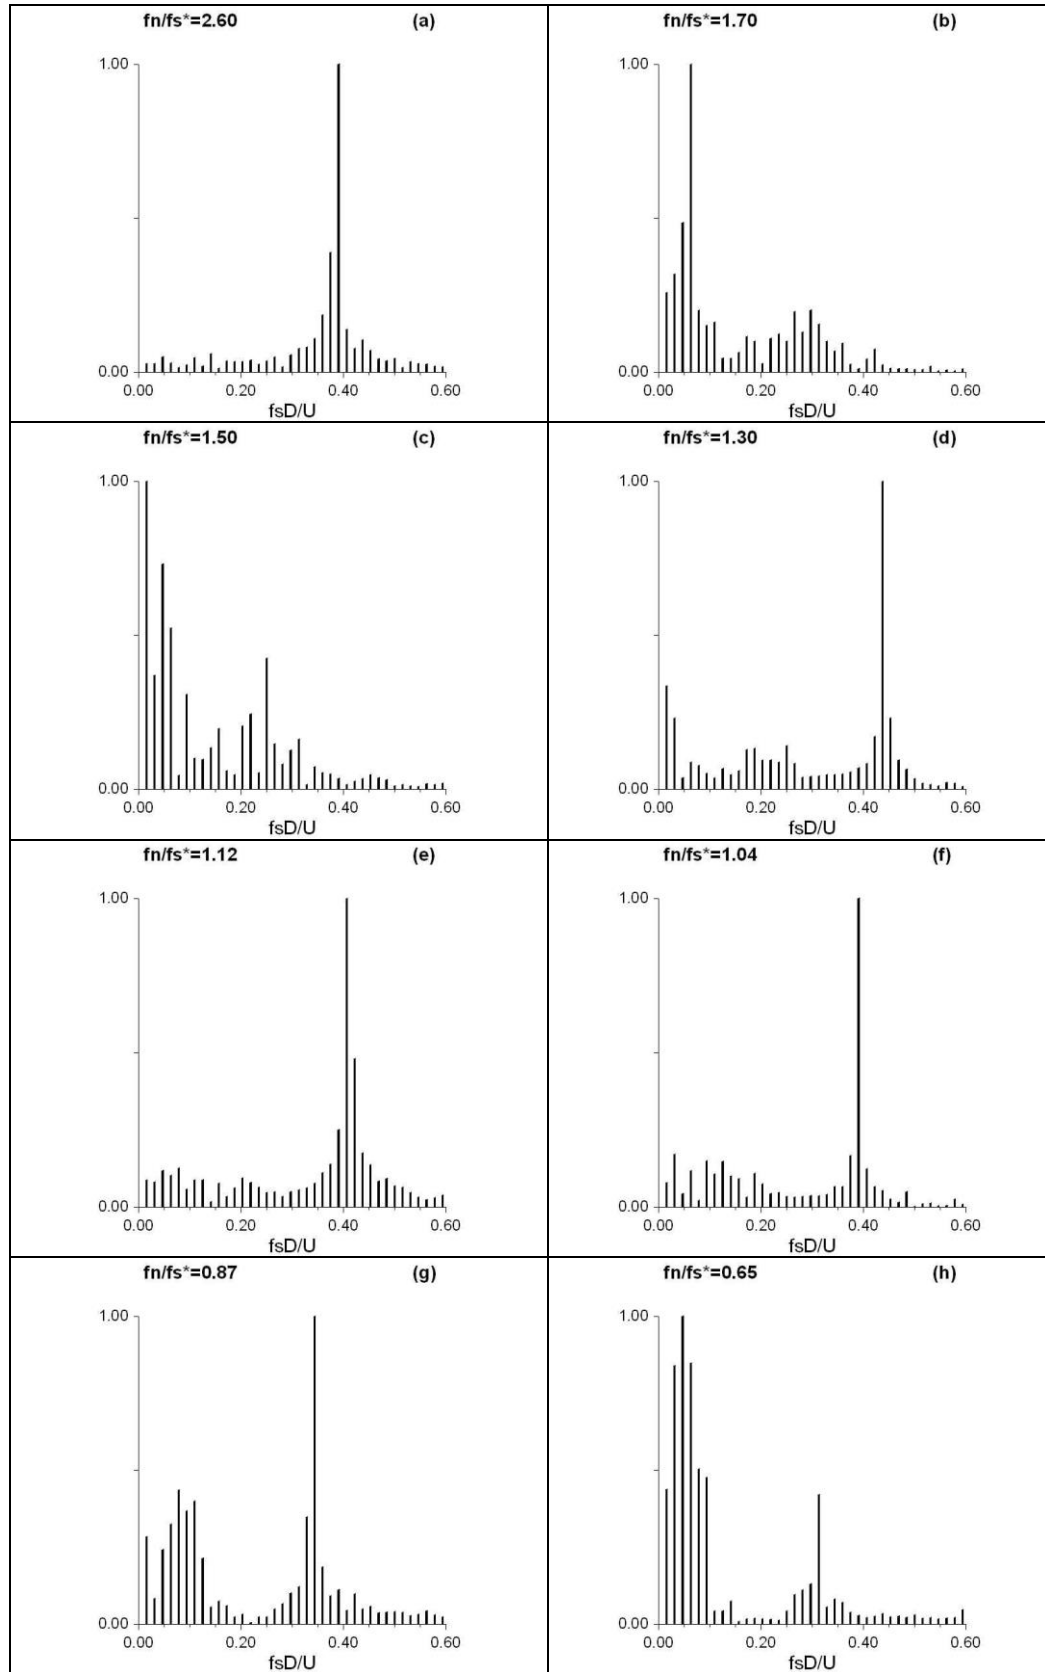 fn/fs*=2.60 (a)
1.00
0.00
0.00 0.20 0.40 0.60
fsD/U
fn/fs*=1.70 (b)
1.00
0.00
0.00 0.20 0.40 0.60
fsD/U
fn/fs*=1.50 (c)
1.00
0.00
0.00 0.20 0.40 0.60
fsD/U
fn/fs*=1.30 (d)
1.00
0.00
0.00 0.20 0.40 0.60
fsD/U
fn/fs*=1.12 (e)
1.00
0.00
0.00 0.20 0.40 0.60
fsD/U
fn/fs*=1.04 (f)
1.00
0.00
0.00 0.20 0.40 0.60
fsD/U
fn/fs*=0.87 (g)
1.00
0.00
0.00 0.20 0.40 0.60
fsD/U
fn/fs*=0.65 (h)
1.00
0.00
0.00 0.20 0.40 0.60
fsD/U